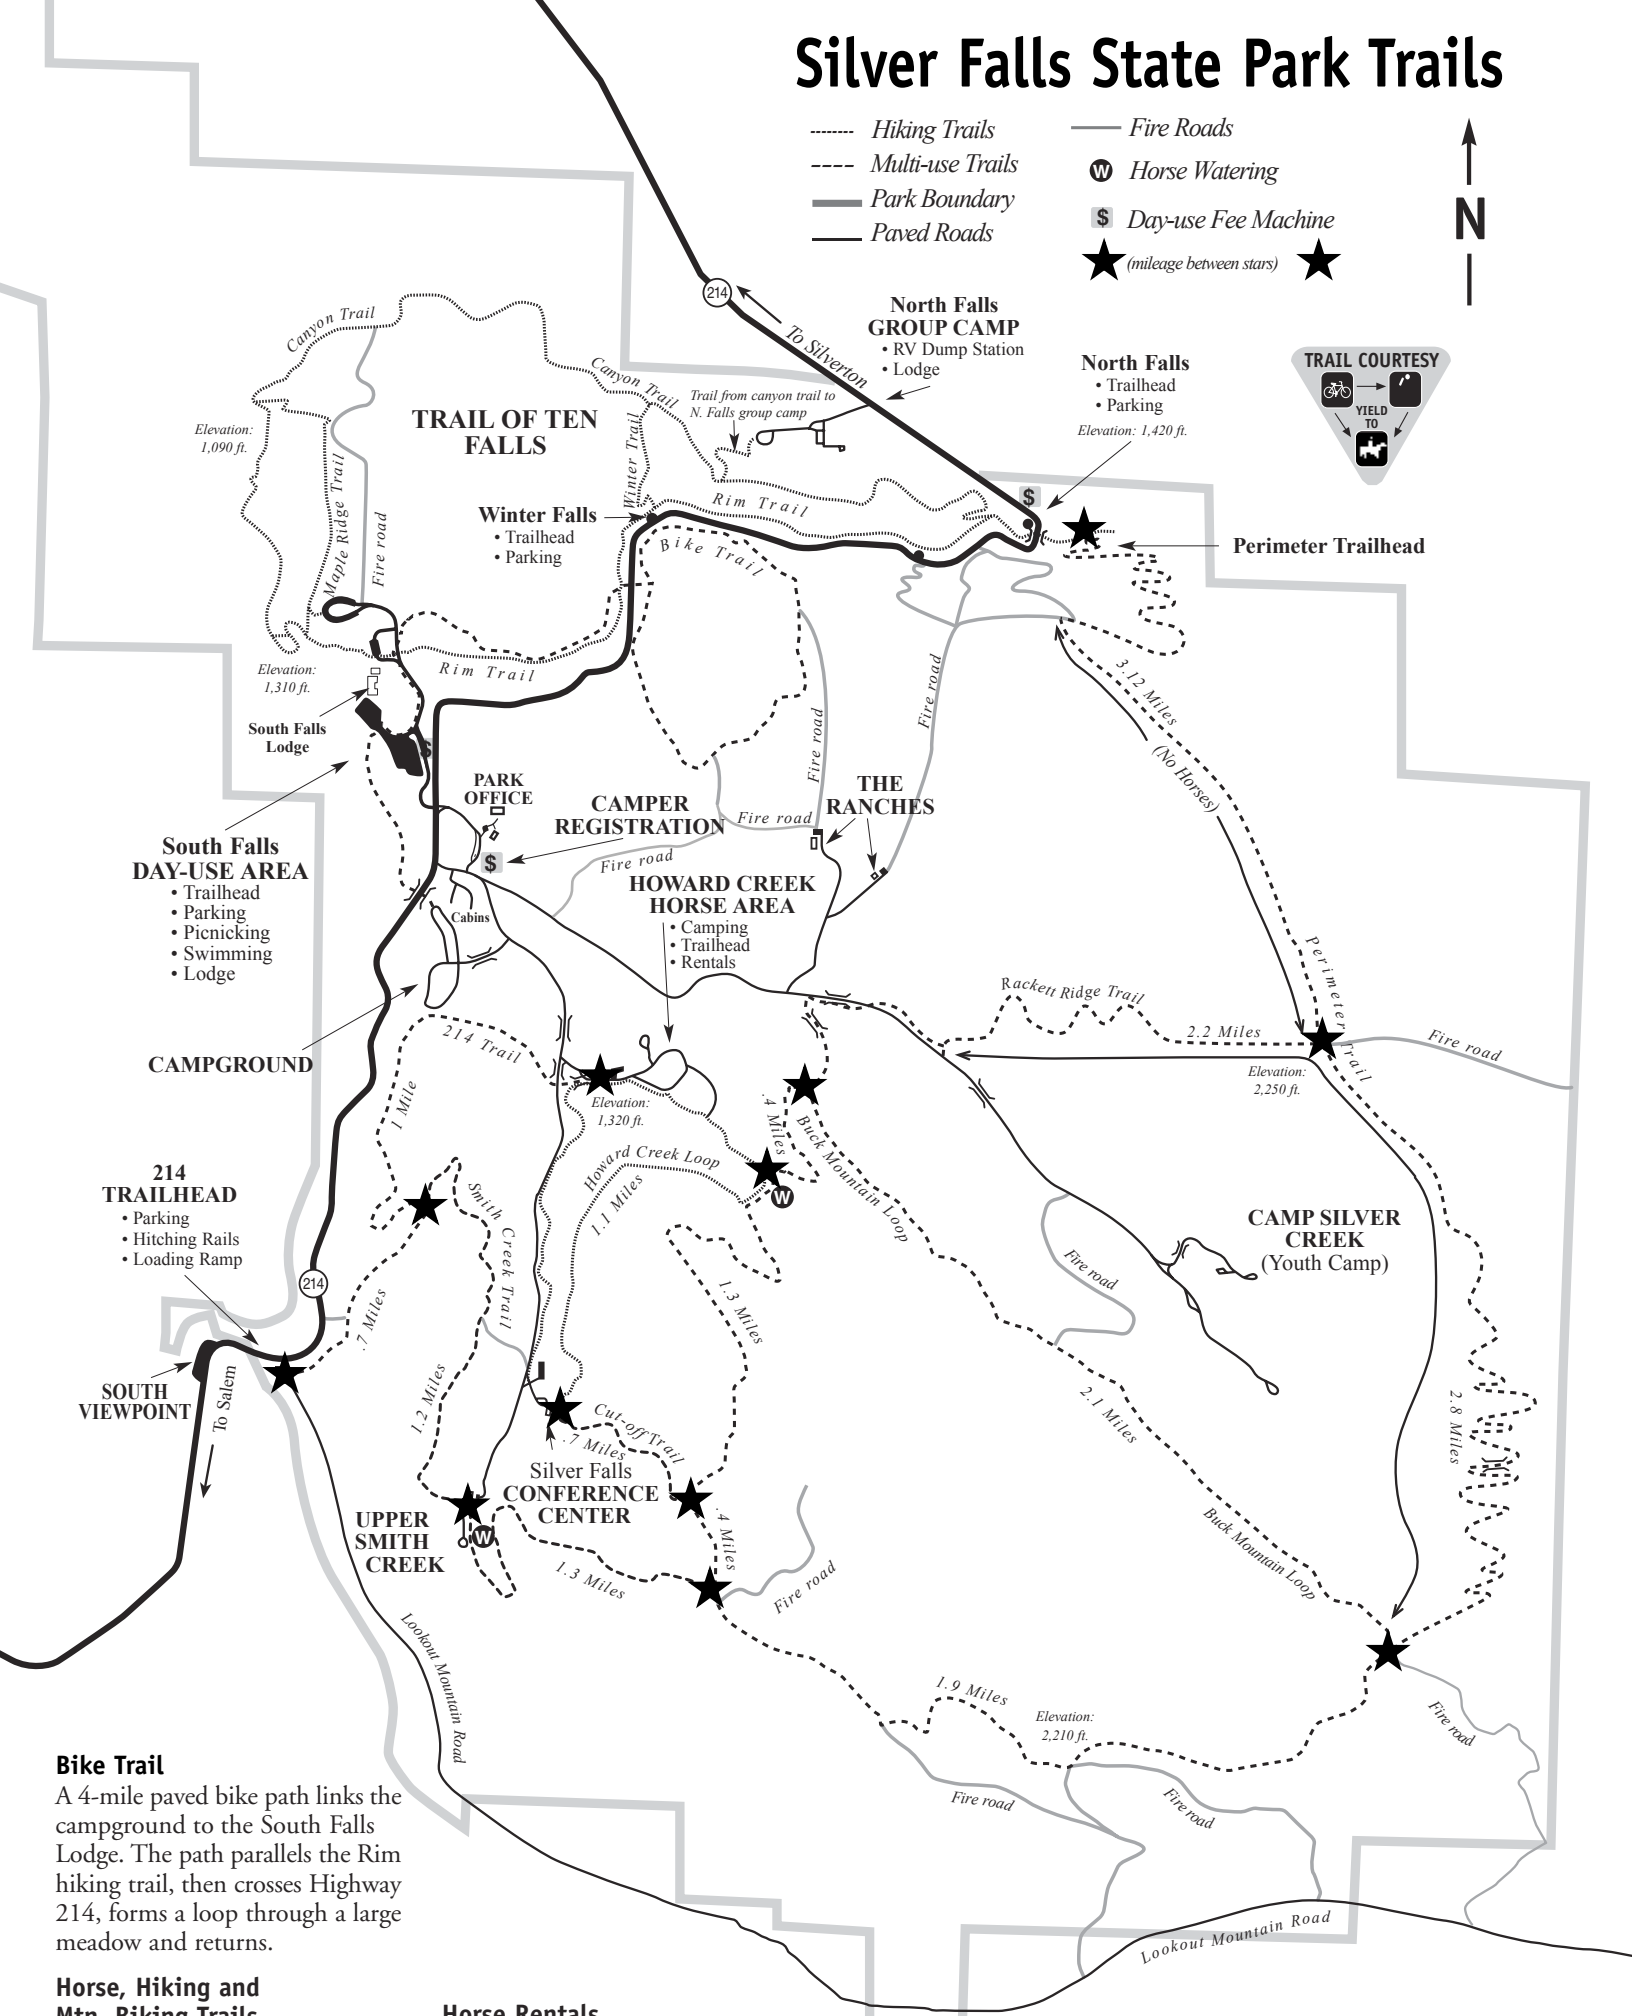 Silver Falls State Park Trails
Hiking Trails
Multi-use Trails
Park Boundary
Paved Roads
Fire Roads
W
Horse Watering
$
Day-use Fee Machine
(mileage between stars)
N
214
To Silverton
North Falls
GROUP CAMP
• RV Dump Station
• Lodge
North Falls
• Trailhead
• Parking
Elevation: 1,420 ft.
TRAIL COURTESY
YIELD
TO
Canyon Trail
Canyon Trail
Trail from canyon trail to
N. Falls group camp
TRAIL OF TEN
FALLS
Elevation:
1,090 ft.
Maple Ridge Trail
Fire road
Winter Trail
Rim Trail
$
Winter Falls
• Trailhead
• Parking
Bike Trail
Perimeter Trailhead
Elevation:
1,310 ft.
Rim Trail
South Falls
Lodge
$
3.12 Miles
(No Horses)
Fire road
Fire road
PARK
OFFICE
CAMPER
REGISTRATION
Fire road
THE
RANCHES
South Falls
DAY-USE AREA
• Trailhead
• Parking
• Picnicking
• Swimming
• Lodge
$
Fire road
Cabins
HOWARD CREEK
HORSE AREA
• Camping
• Trailhead
• Rentals
Perimeter Trail
Rackett Ridge Trail
2.2 Miles
Fire road
Elevation:
2,250 ft.
CAMPGROUND
214 Trail
1 Mile
Elevation:
1,320 ft.
.4 Miles
Buck Mountain Loop
Howard Creek Loop
1.1 Miles
W
214
TRAILHEAD
• Parking
• Hitching Rails
• Loading Ramp
Smith Creek Trail
214
.7 Miles
1.3 Miles
Fire road
CAMP SILVER
CREEK
(Youth Camp)
SOUTH
VIEWPOINT
To Salem
1.2 Miles
Cut-off Trail
.7 Miles
Silver Falls
CONFERENCE
CENTER
2.1 Miles
2.8 Miles
UPPER
SMITH
CREEK
W
.4 Miles
1.3 Miles
Fire road
Buck Mountain Loop
Lookout Mountain Road
1.9 Miles
Elevation:
2,210 ft.
Fire road
Fire road
Fire road
Lookout Mountain Road
Bike Trail
A 4-mile paved bike path links the
campground to the South Falls
Lodge. The path parallels the Rim
hiking trail, then crosses Highway
214, forms a loop through a large
meadow and returns.
Horse, Hiking and
Mtn. Biking Trails
Horse Rentals